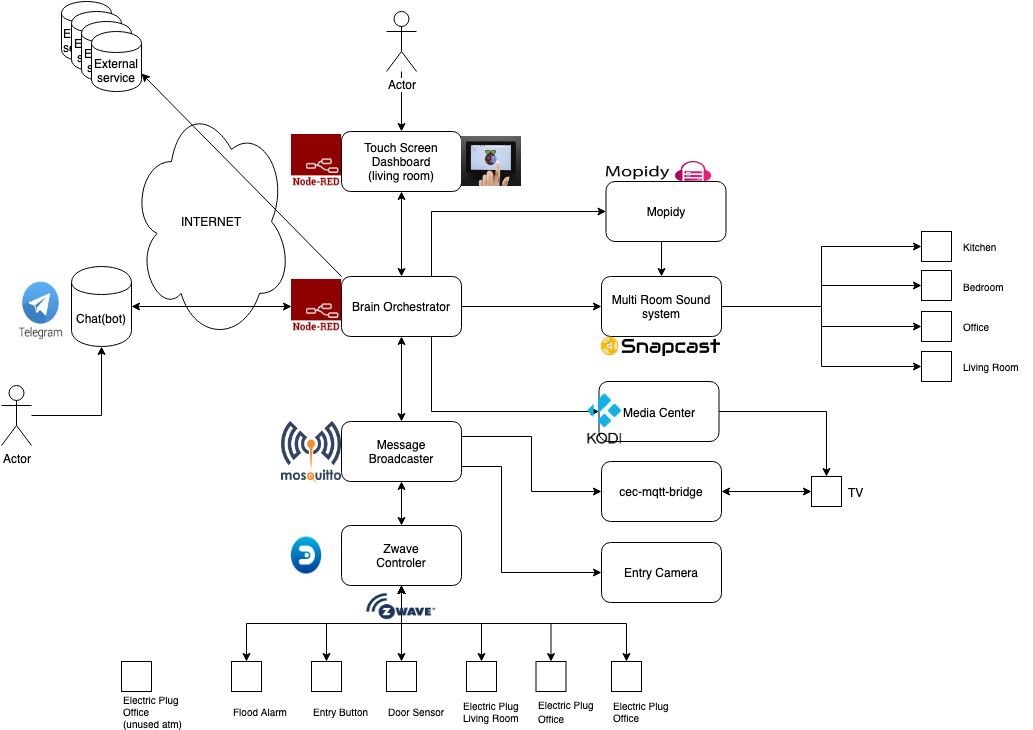 E
s
E
s
E
s
External
service
Actor
Touch Screen
Dashboard
(living room)
Node-RED
INTERNET
Mopidy
Mopidy
Telegram
Chat(bot)
Node-RED
Brain Orchestrator
Multi Room Sound
system
Snapcast
Kitchen
Bedroom
Office
Living Room
Actor
mosquitto
Message
Broadcaster
KODI
Media Center
cec-mqtt-bridge
TV
Zwave
Controler
Entry Camera
Z WAVE
Electric Plug
Office
(unused atm)
Flood Alarm
Entry Button
Door Sensor
Electric Plug
Living Room
Electric Plug
Office
Electric Plug
Office